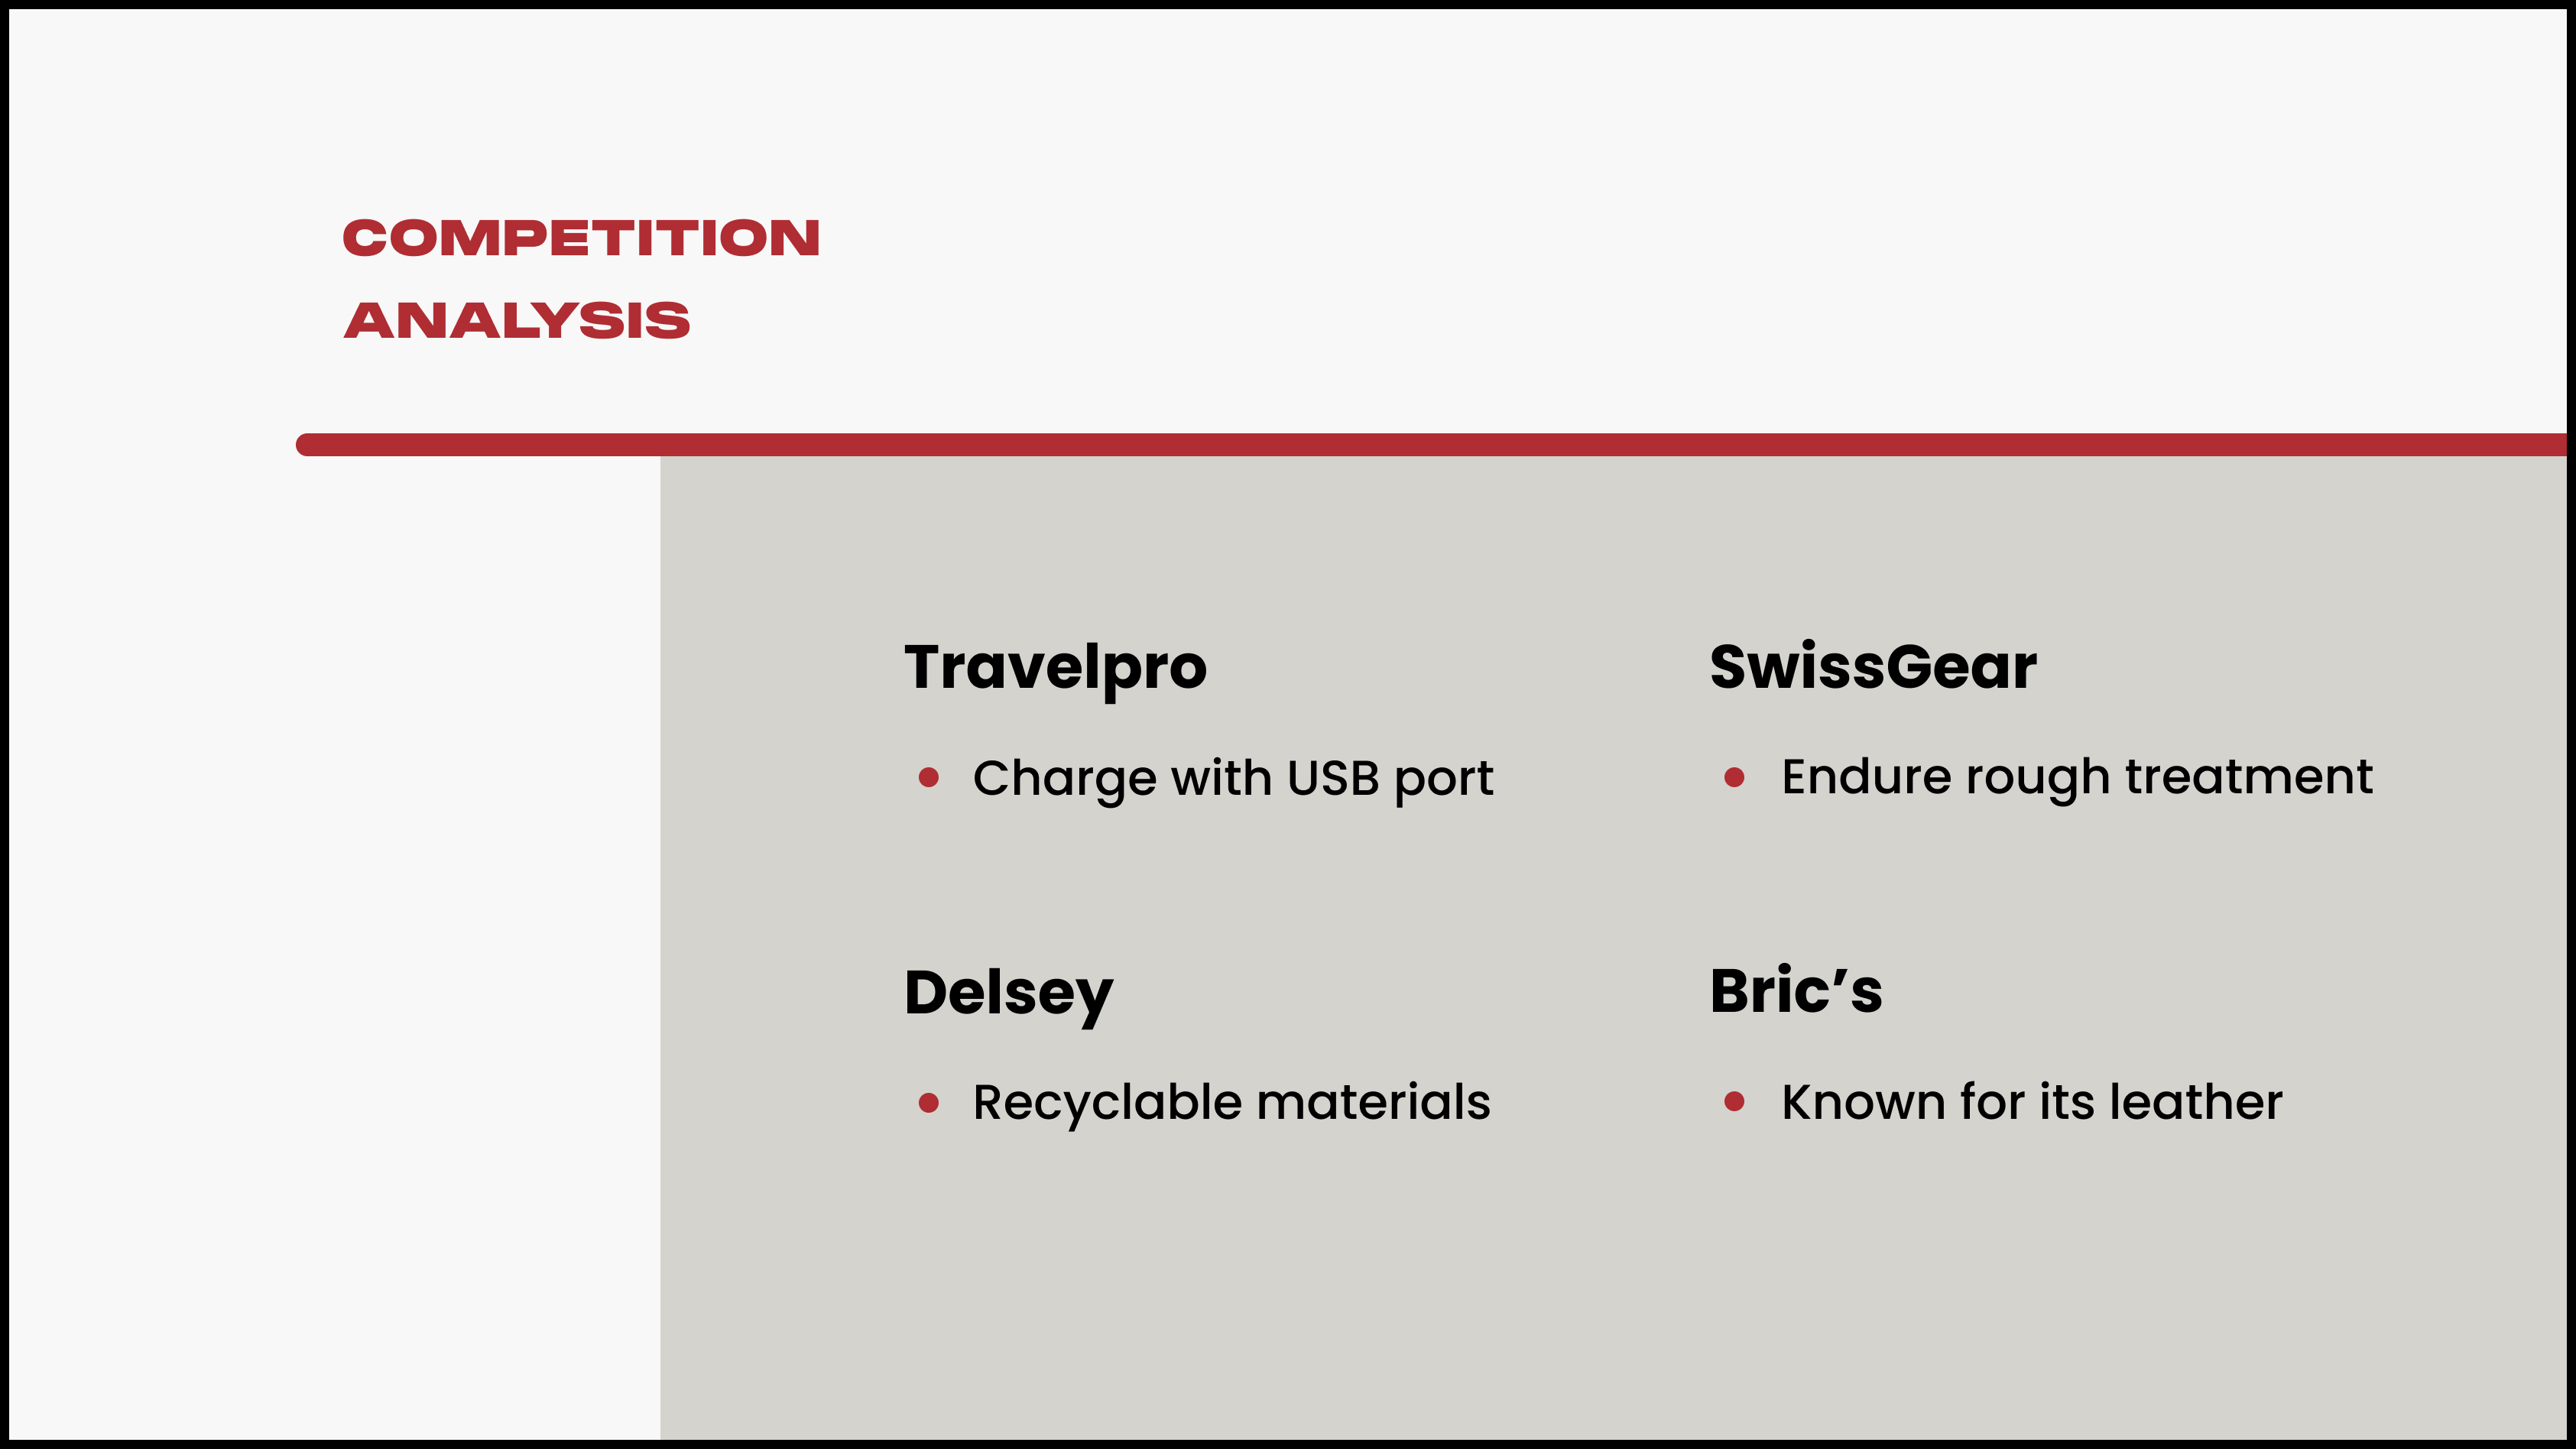 COMPETITION
ANALYSIS
Travelpro
• Charge with USB port
SwissGear
• Endure rough treatment
Delsey
• Recyclable materials
Bric’s
• Known for its leather